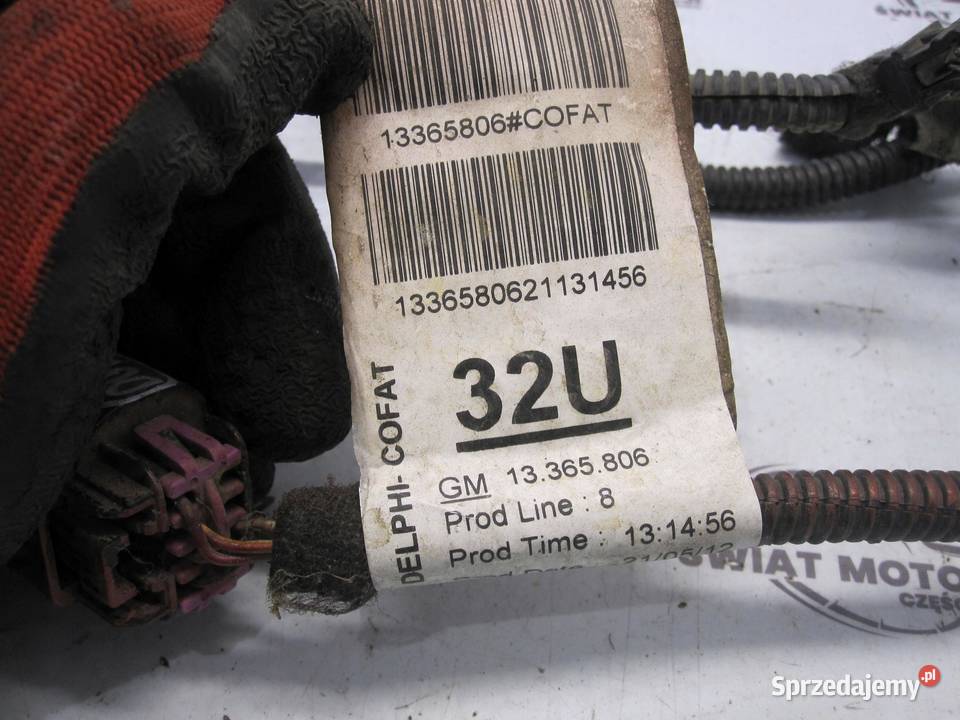 13365806#COFAT
1336580621131456
32U
DELPHI-COFAT
GM 13.365.806
Prod Line : 8
Prod Time : 13:14:56
ŚWIAT MOTO
CZĘŚC
Sprzedajemy.pl